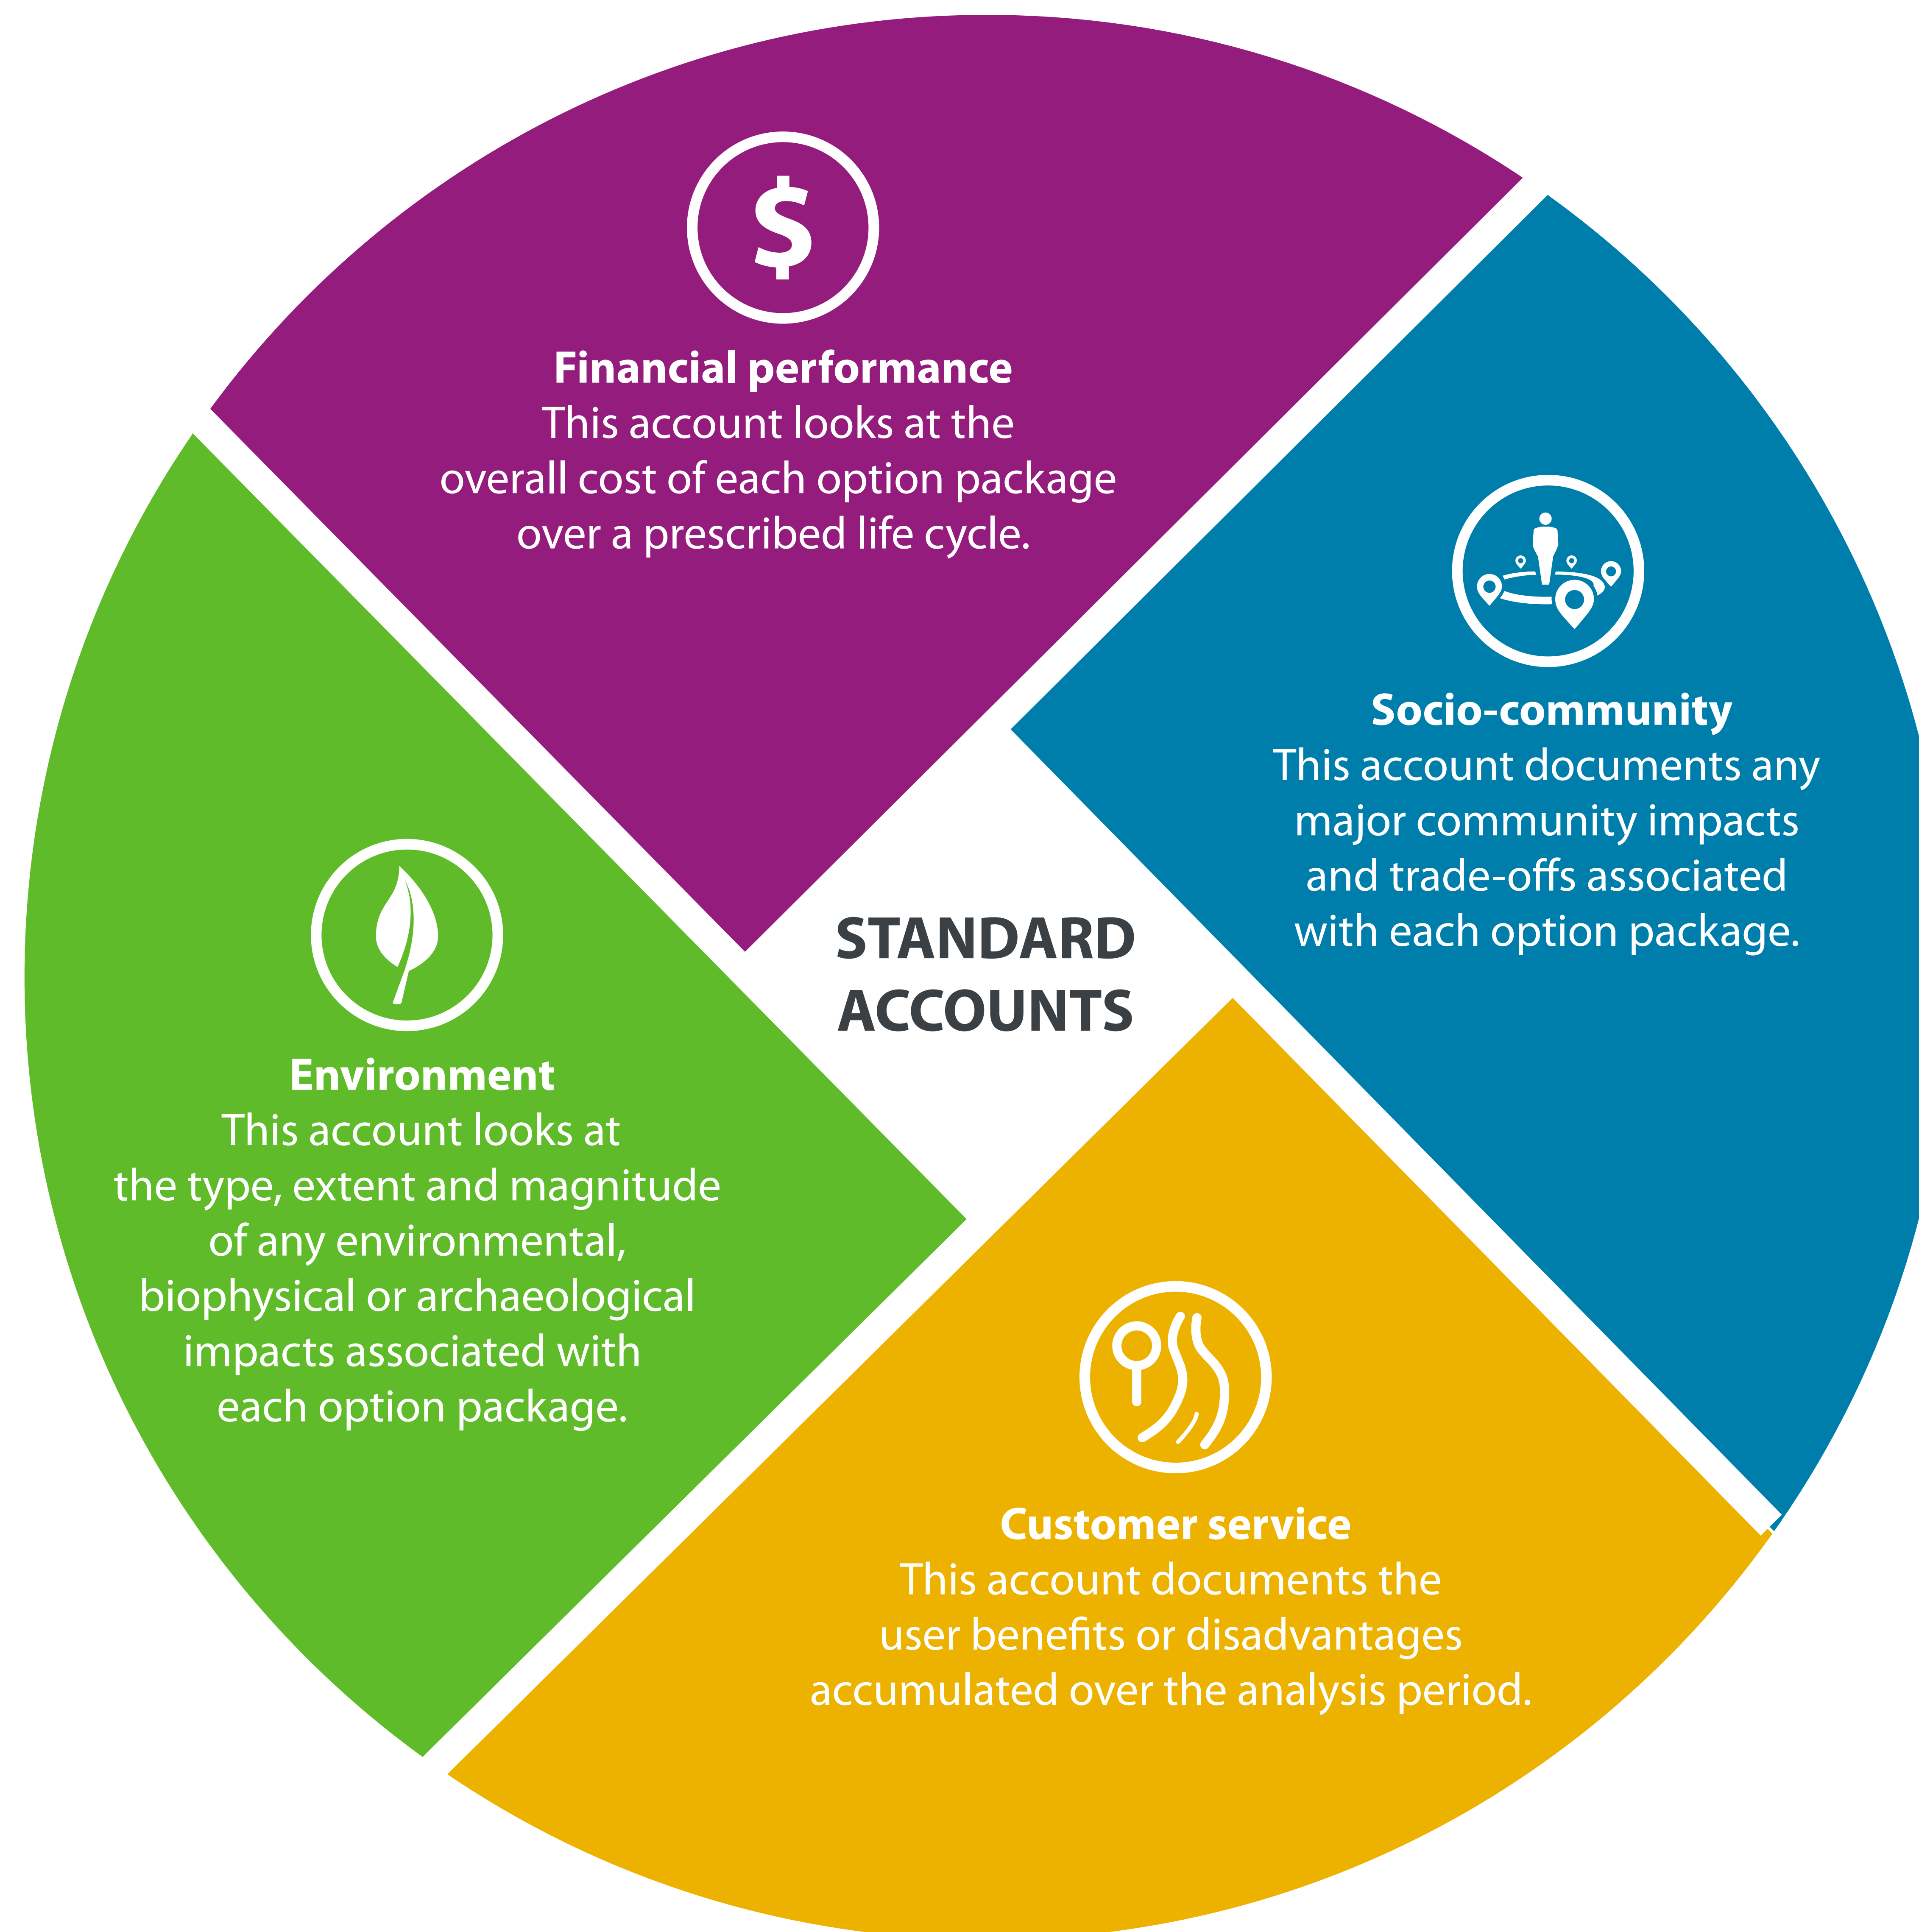 $
Financial performance
This account looks at the
overall cost of each option package
over a prescribed life cycle.
Socio-community
This account documents any
major community impacts
and trade-offs associated
with each option package.
STANDARD
ACCOUNTS
Environment
This account looks at
the type, extent and magnitude
of any environmental,
biophysical or archaeological
impacts associated with
each option package.
Customer service
This account documents the
user benefits or disadvantages
accumulated over the analysis period.